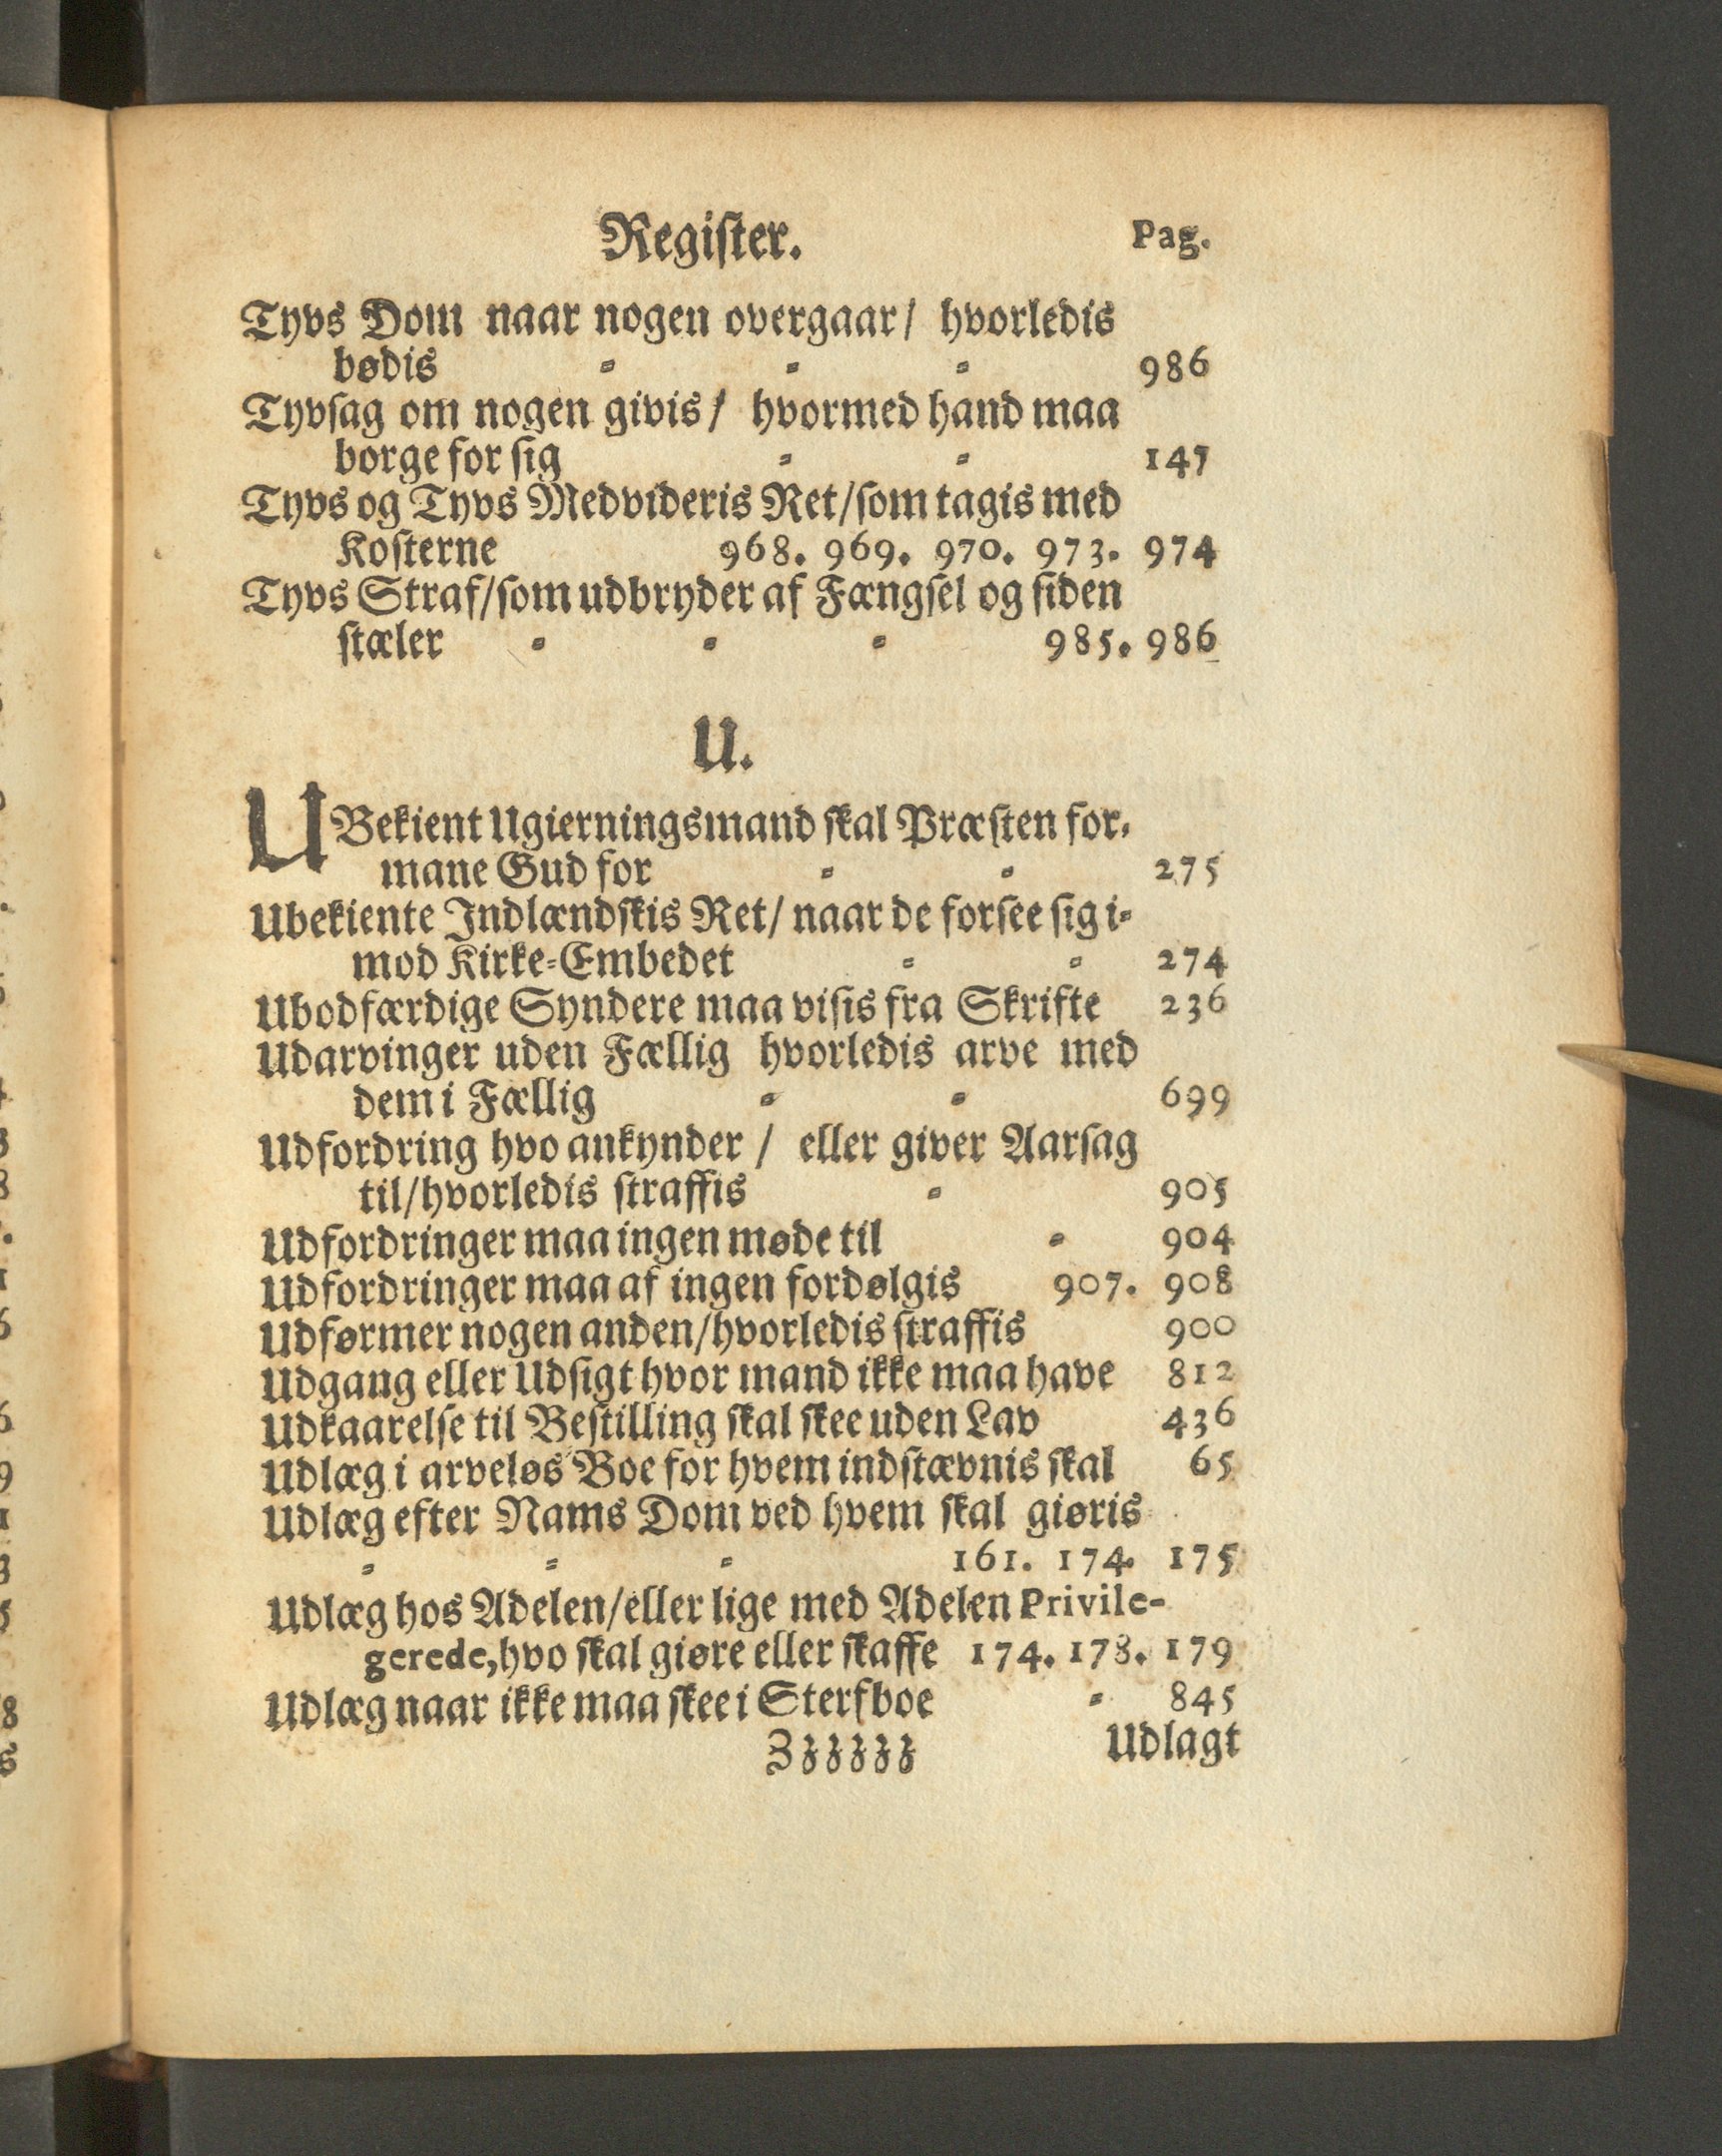 Register. Pag.
Tyvs Dom naar nogen overgaar/ hvorledis
bødis = = = 986
Tyvsag om nogen givis/ hvormed hand maa
borge for sig = = 147
Tyvs og Tyvs Medvideris Ret/som tagis med
Kosterne 968. 969. 970. 973. 974
Tyvs Straf/som udbryder af Fængsel og siden
stæler = = = 985. 986
U.
UBekient Ugierningsmand skal Præsten for-
mane Gud for = = 275
Ubekiente Indlændskis Ret/ naar de forsee sig i-
mod Kirke-Embedet = = 274
Ubodfærdige Syndere maa visis fra Skrifte 236
Udarvinger uden Fællig hvorledis arve med
dem i Fællig = = 699
Udfordring hvo ankynder / eller giver Aarsag
til/hvorledis straffis = 905
Udfordringer maa ingen møde til = 904
Udfordringer maa af ingen fordølgis 907. 908
Udførmer nogen anden/hvorledis straffis 900
Udgang eller Udsigt hvor mand ikke maa have 812
Udkaarelse til Bestilling skal skee uden Lav 436
Udlæg i arveløs Boe for hvem indstævnis skal 65
Udlæg efter Nams Dom ved hvem skal giøris
= = = 161. 174. 175
Udlæg hos Adelen/eller lige med Adelen Privile-
gerede,hvo skal giøre eller skaffe 174. 178. 179
Udlæg naar ikke maa skee i Sterfboe = 845
Zzzzzz Udlagt